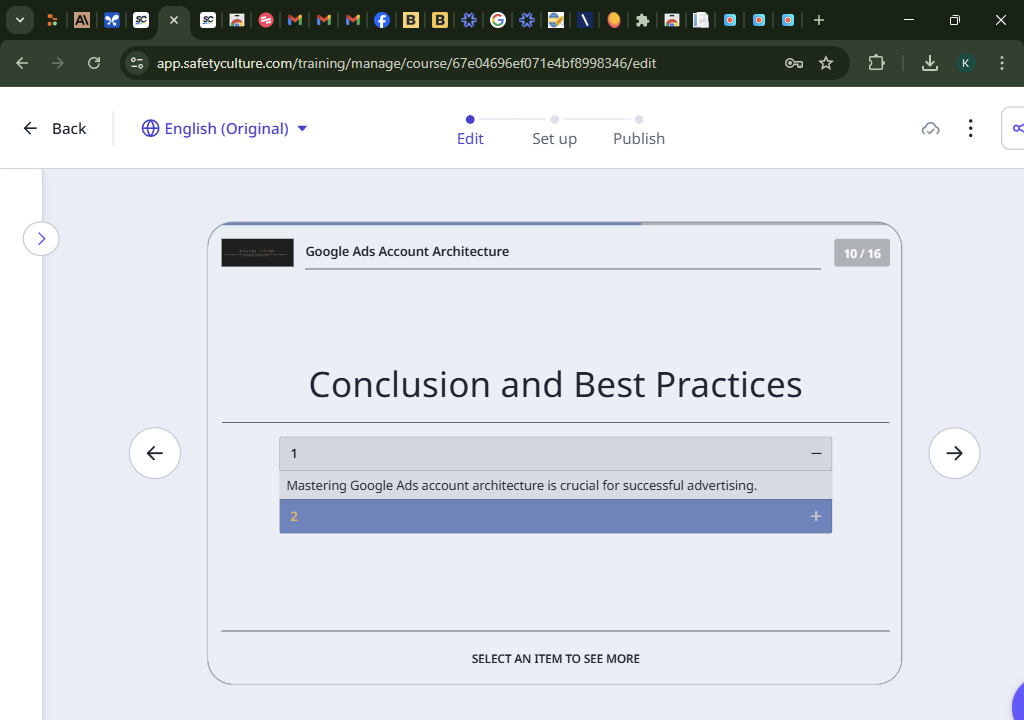 app.safetyculture.com/training/manage/course/67e04696ef071e4bf8998346/edit
K
Back
English (Original)
Edit
Set up
Publish
Google Ads Account Architecture
10 / 16
Conclusion and Best Practices
1
Mastering Google Ads account architecture is crucial for successful advertising.
2
SELECT AN ITEM TO SEE MORE